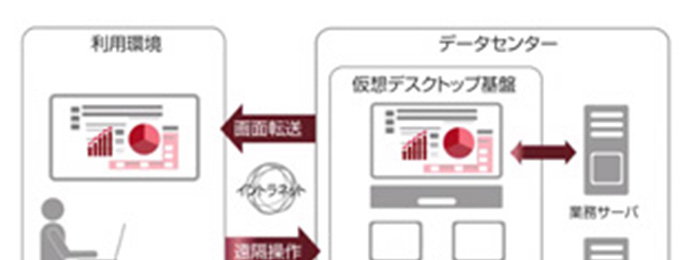 利用環境
データセンター
仮想デスクトップ基盤
画面転送
イントラネット
業務サーバ
遠隔操作